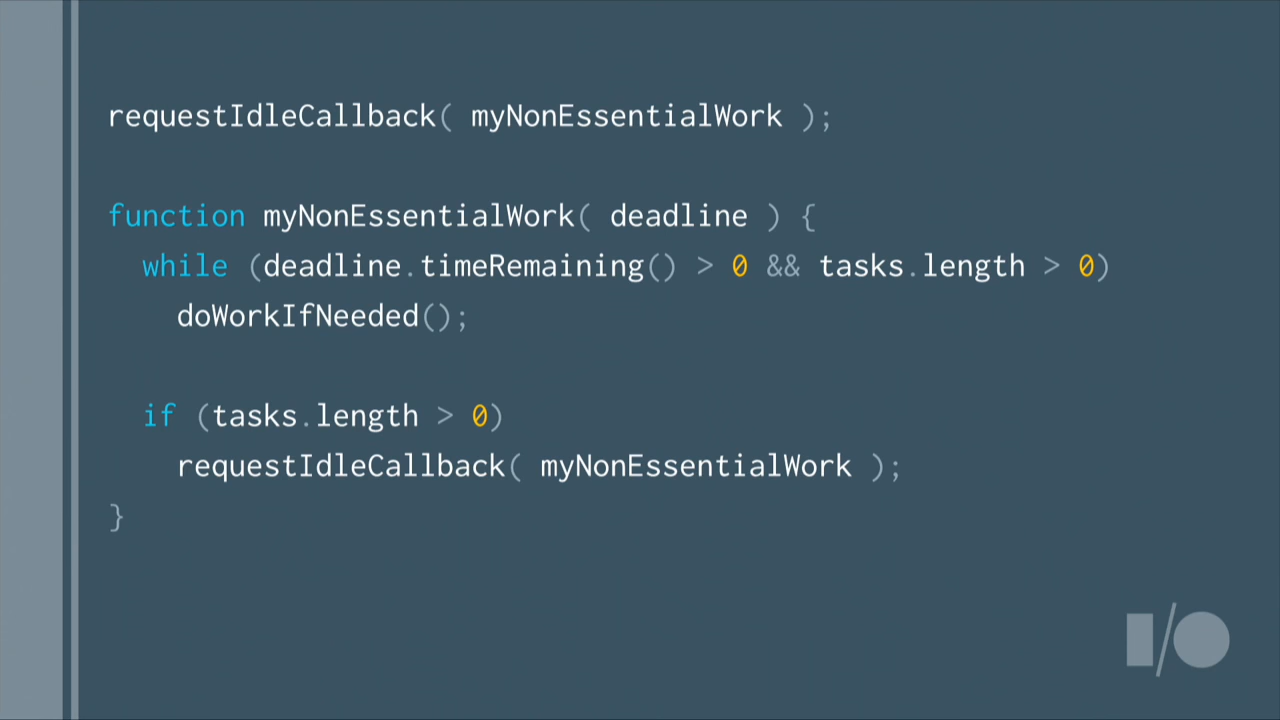 requestIdleCallback( myNonEssentialWork );
function myNonEssentialWork( deadline ) {
while (deadline.timeRemaining() > 0 && tasks.length > 0)
doWorkIfNeeded();
if (tasks.length > 0)
requestIdleCallback( myNonEssentialWork );
}
I/O